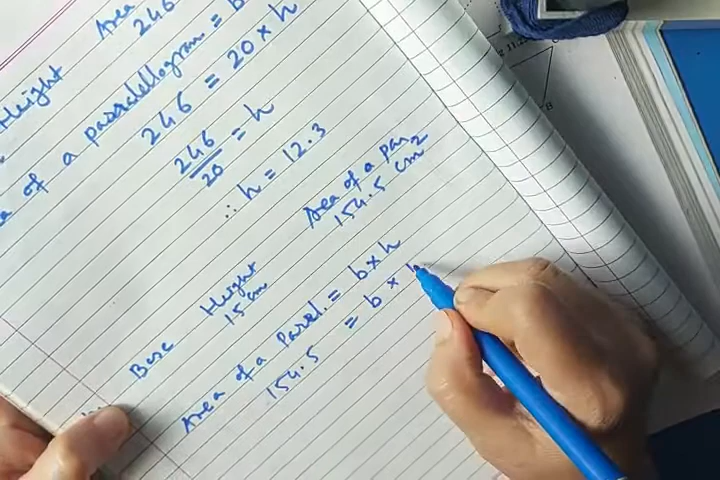 Area
246
Height
Area of a parallelogram = b
246 = 20 × h
246/20 = h
∴ h = 12.3
Base Height Area of a par
15 cm 154.5 cm²
Area of a Paral. = b × h
154.5 = b ×